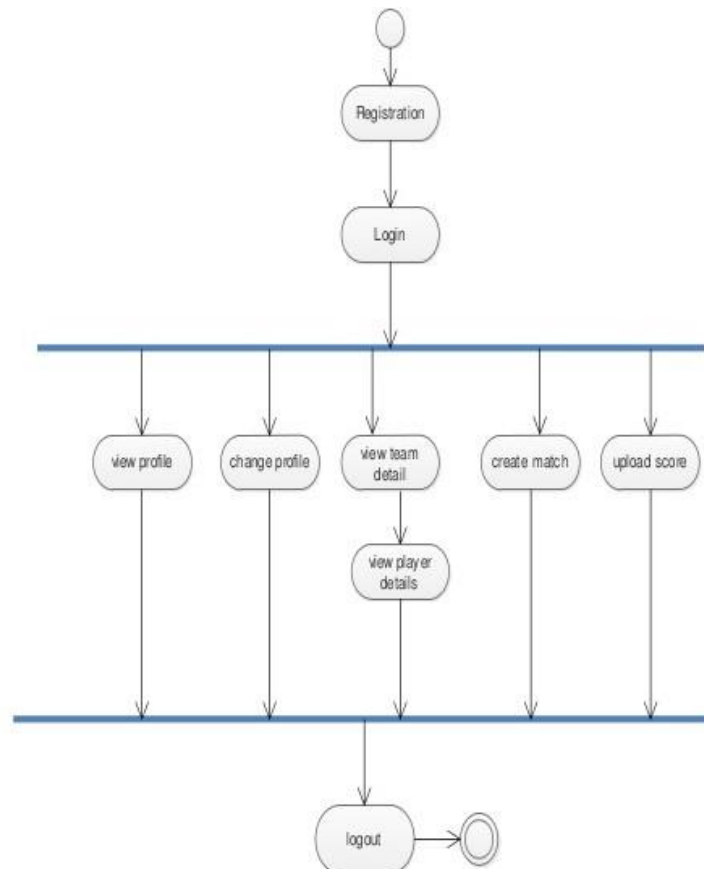 Registration
Login
view profile
change profile
view team
detail
create match
upload score
view player
details
logout